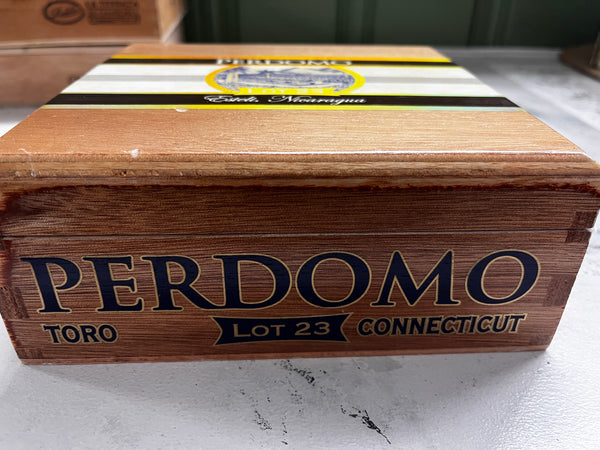 PERDOMO
Estelí, Nicaragua
PERDOMO
TORO LOT 23 CONNECTICUT